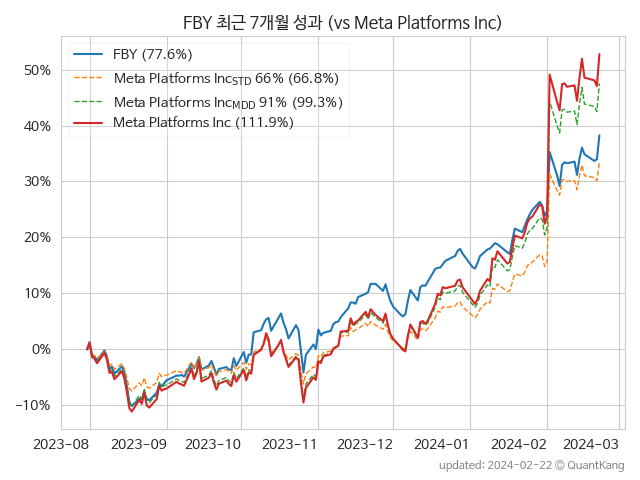 FBY 최근 7개월 성과 (vs Meta Platforms Inc)
FBY (77.6%)
Meta Platforms IncSTD 66% (66.8%)
Meta Platforms IncMDD 91% (99.3%)
Meta Platforms Inc (111.9%)
50%
40%
30%
20%
10%
0%
−10%
2023-08 2023-09 2023-10 2023-11 2023-12 2024-01 2024-02 2024-03
updated: 2024-02-22 © QuantKang